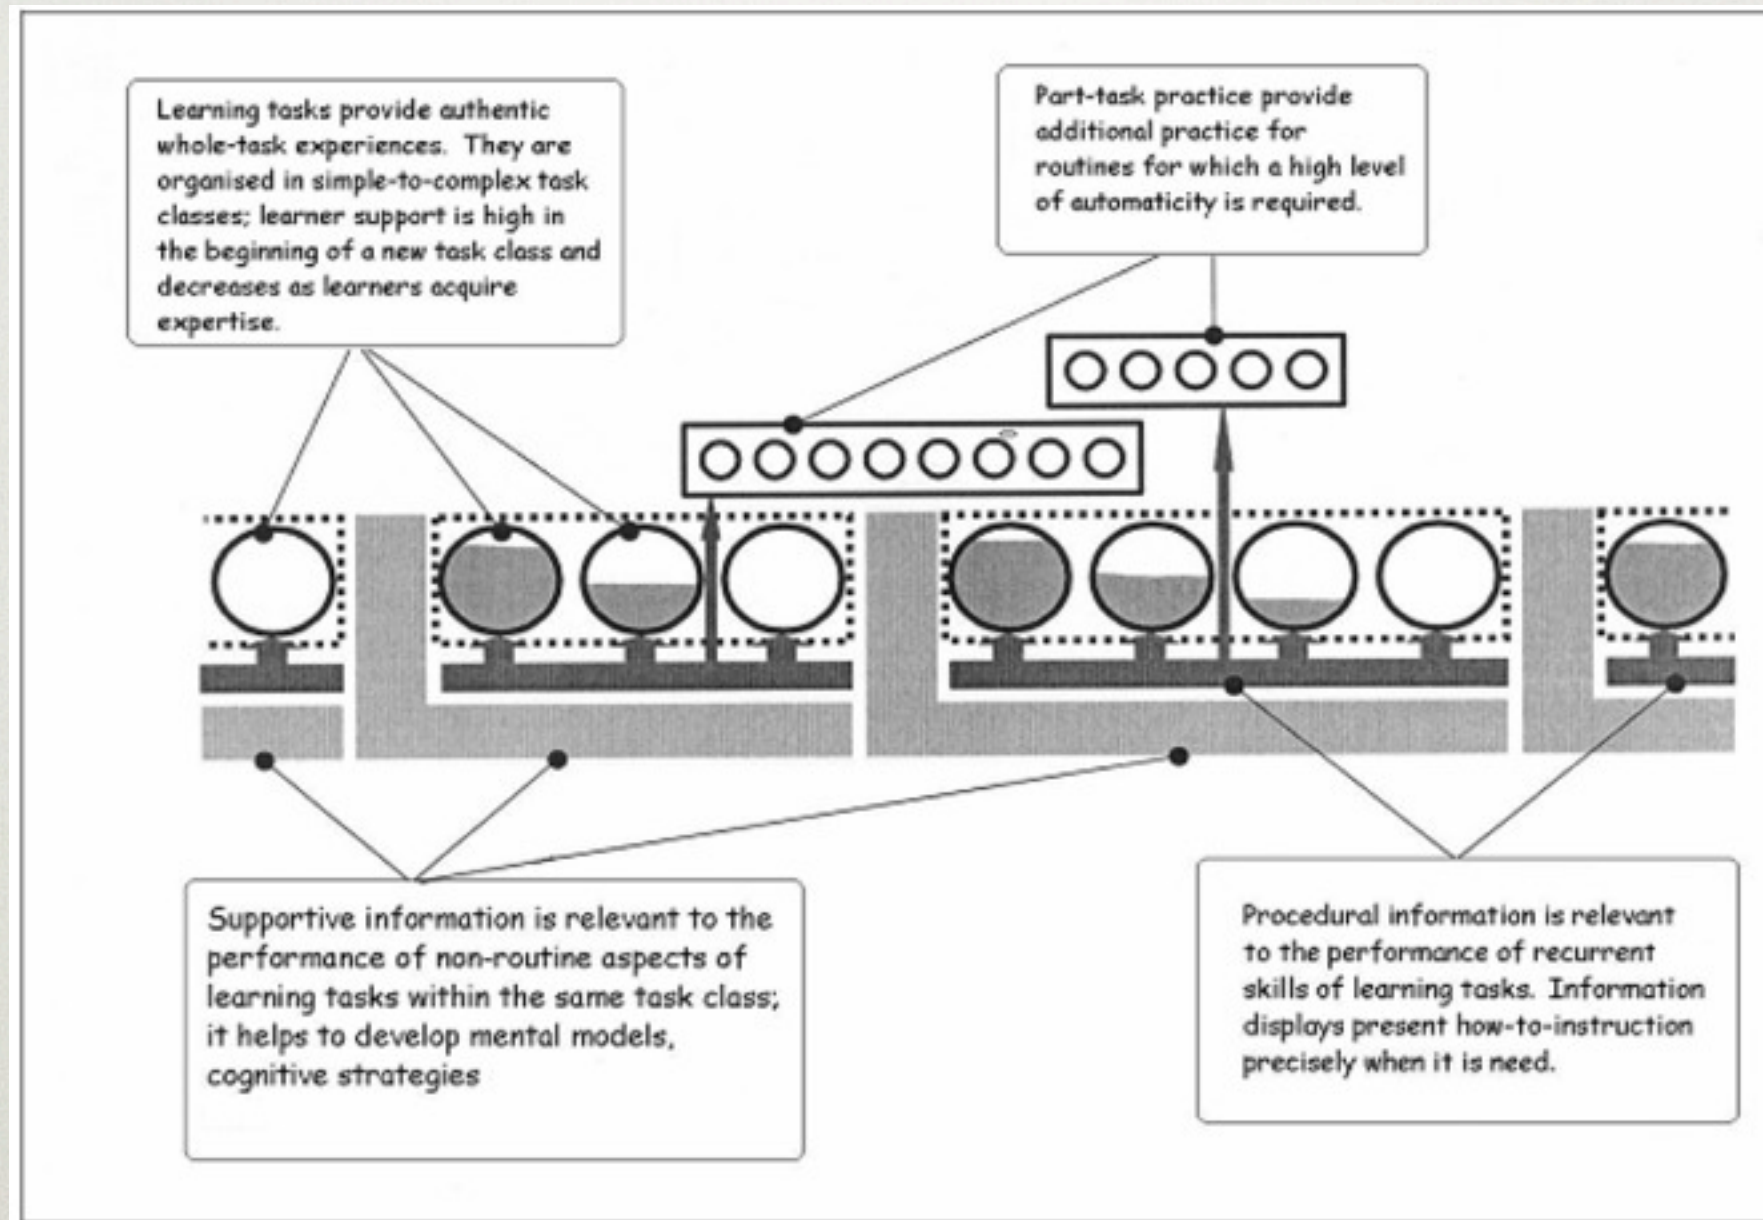 Learning tasks provide authentic
whole-task experiences. They are
organised in simple-to-complex task
classes; learner support is high in
the beginning of a new task class and
decreases as learners acquire
expertise.
Part-task practice provide
additional practice for
routines for which a high level
of automaticity is required.
Supportive information is relevant to the
performance of non-routine aspects of
learning tasks within the same task class;
it helps to develop mental models,
cognitive strategies
Procedural information is relevant
to the performance of recurrent
skills of learning tasks. Information
displays present how-to-instruction
precisely when it is need.